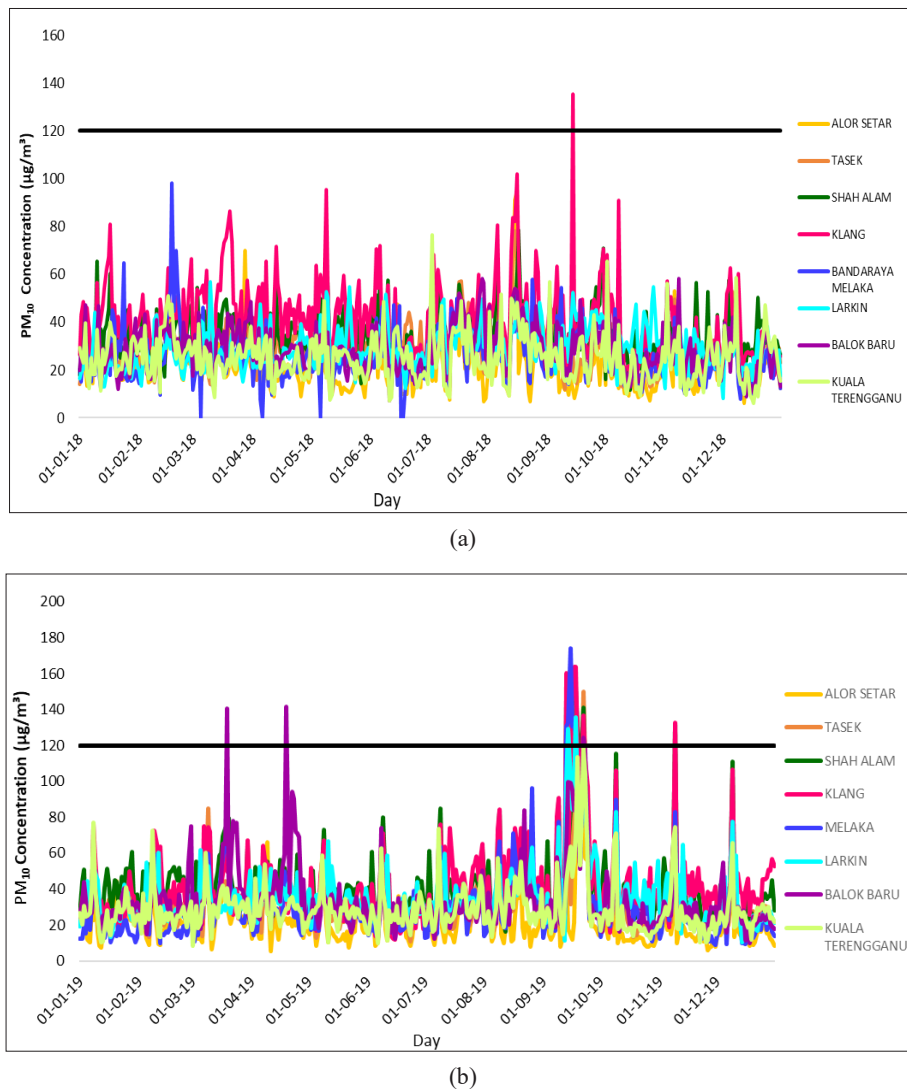 160
140
120
100
80
60
40
20
0
PM₁₀ Concentration (µg/m³)
01-01-18
01-02-18
01-03-18
01-04-18
01-05-18
01-06-18
01-07-18
01-08-18
01-09-18
01-10-18
01-11-18
01-12-18
Day
ALOR SETAR
TASEK
SHAH ALAM
KLANG
BANDARAYA
MELAKA
LARKIN
BALOK BARU
KUALA
TERENGGANU
(a)
200
180
160
140
120
100
80
60
40
20
0
PM₁₀ Concentration (µg/m³)
01-01-19
01-02-19
01-03-19
01-04-19
01-05-19
01-06-19
01-07-19
01-08-19
01-09-19
01-10-19
01-11-19
01-12-19
Day
ALOR SETAR
TASEK
SHAH ALAM
KLANG
MELAKA
LARKIN
BALOK BARU
KUALA
TERENGGANU
(b)